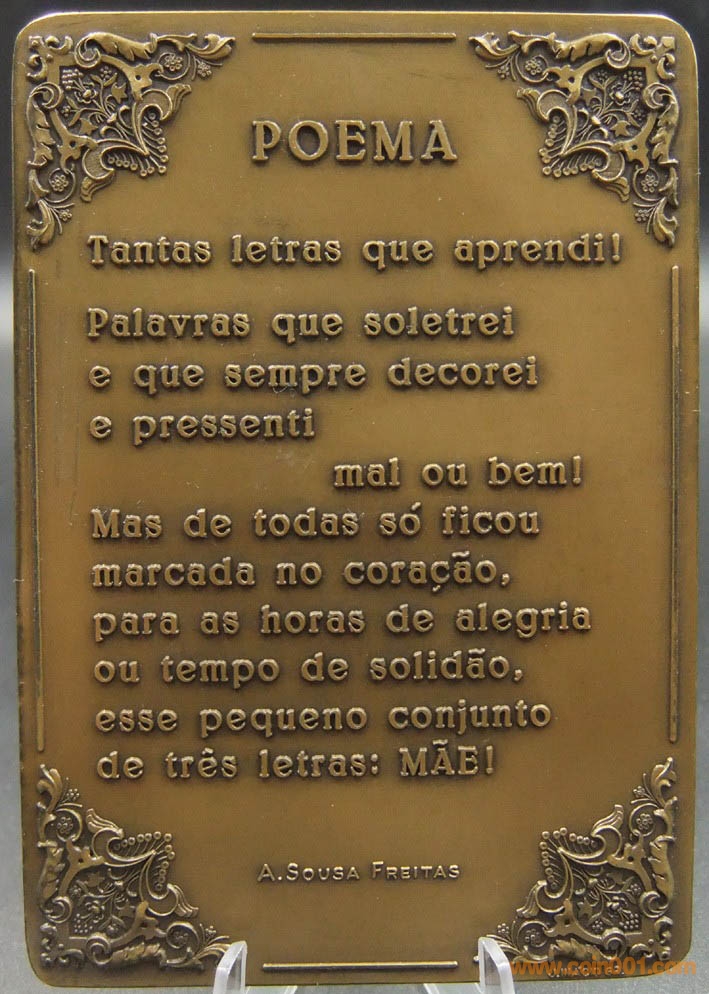 POEMA
Tantas letras que aprendi!
Palavras que soletrei
e que sempre decorei
e pressenti
mal ou bem!
Mas de todas só ficou
marcada no coração,
para as horas de alegria
ou tempo de solidão,
esse pequeno conjunto
de três letras: MÃE!
A. SOUSA FREITAS
www.coin001.com